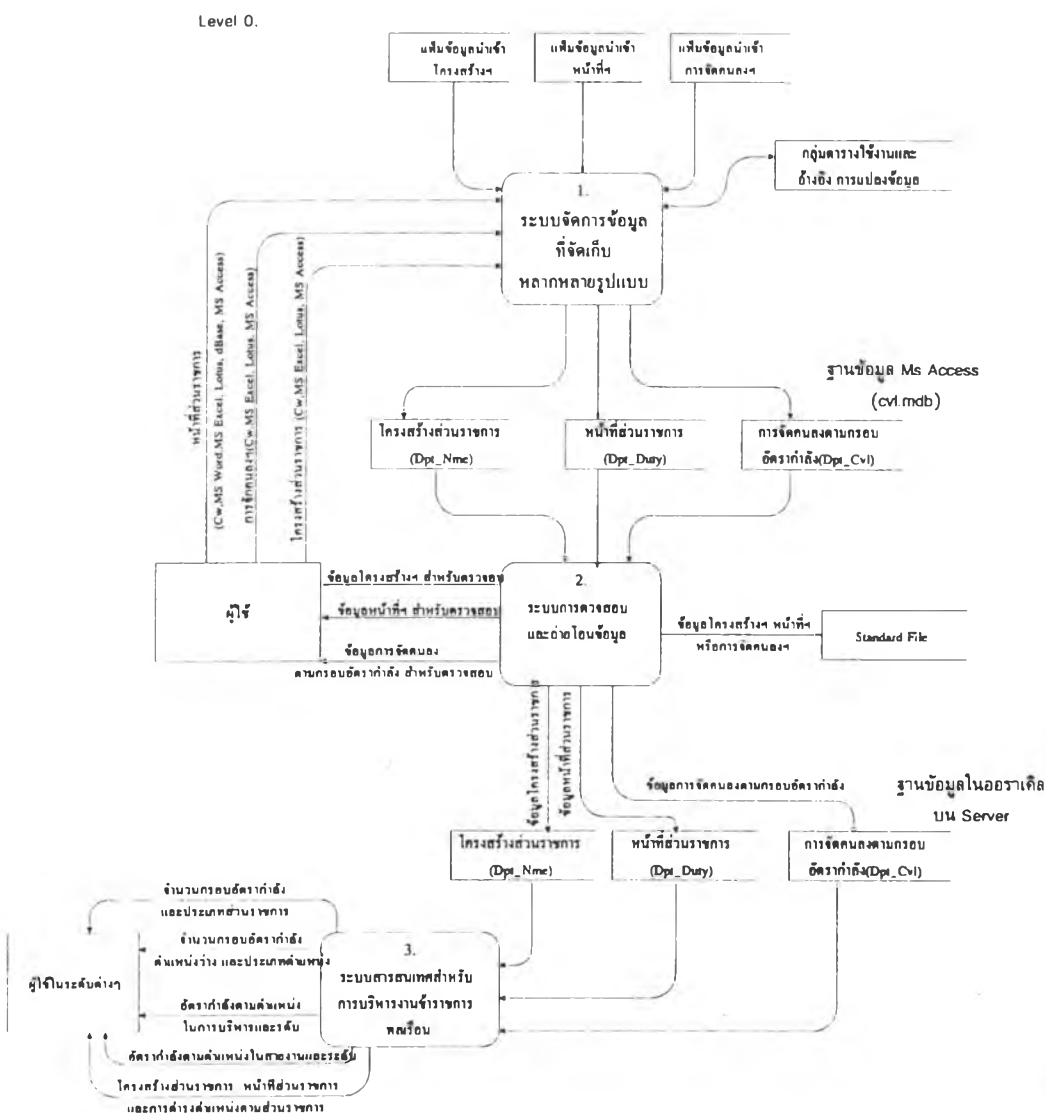 Level 0.
แฟ้มข้อมูลนำเข้า
โครงสร้างฯ
แฟ้มข้อมูลนำเข้า
หน้าที่ฯ
แฟ้มข้อมูลนำเข้า
การจัดคนลงฯ
กลุ่มตารางใช้งานและ
อ้างอิง การแปลงข้อมูล
1.
ระบบจัดการข้อมูล
ที่จัดเก็บ
หลากหลายรูปแบบ
หน้าที่ส่วนราชการ
(Cw,MS Word,MS Excel, Lotus, dBase, MS Access)
การจัดคนลงฯ(Cw,MS Excel, Lotus, MS Access)
โครงสร้างส่วนราชการ (Cw,MS Excel, Lotus, MS Access)
ฐานข้อมูล Ms Access
(cvl.mdb)
โครงสร้างส่วนราชการ
(Dpt_Nme)
หน้าที่ส่วนราชการ
(Dpt_Duty)
การจัดคนลงตามกรอบ
อัตรากำลัง(Dpt_Cvl)
ผู้ใช้
ข้อมูลโครงสร้างฯ สำหรับตรวจสอบ
ข้อมูลหน้าที่ฯ สำหรับตรวจสอบ
ข้อมูลการจัดคนลง
ตามกรอบอัตรากำลัง สำหรับตรวจสอบ
2.
ระบบการตวจสอบ
และถ่ายโอนข้อมูล
ข้อมูลโครงสร้างฯ หน้าที่ฯ
หรือการจัดคนลงฯ
Standard File
ข้อมูลโครงสร้างส่วนราชการ
ข้อมูลหน้าที่ส่วนราชการ
ข้อมูลการจัดคนลงตามกรอบอัตรากำลัง
ฐานข้อมูลในออราเคิล
บน Server
โครงสร้างส่วนราชการ
(Dpt_Nme)
หน้าที่ส่วนราชการ
(Dpt_Duty)
การจัดคนลงตามกรอบ
อัตรากำลัง(Dpt_Cvl)
จำนวนกรอบอัตรากำลัง
และประเภทส่วนราชการ
จำนวนกรอบอัตรากำลัง
ตำแหน่งว่าง และประเภทตำแหน่ง
ผู้ใช้ในระดับต่างๆ
อัตรากำลังตามตำแหน่ง
ในการบริหารและระดับ
อัตรากำลังตามตำแหน่งในสายงานและระดับ
โครงสร้างส่วนราชการ หน้าที่ส่วนราชการ
และการดำรงตำแหน่งตามส่วนราชการ
3.
ระบบสารสนเทศสำหรับ
การบริหารงานข้าราชการ
พลเรือน